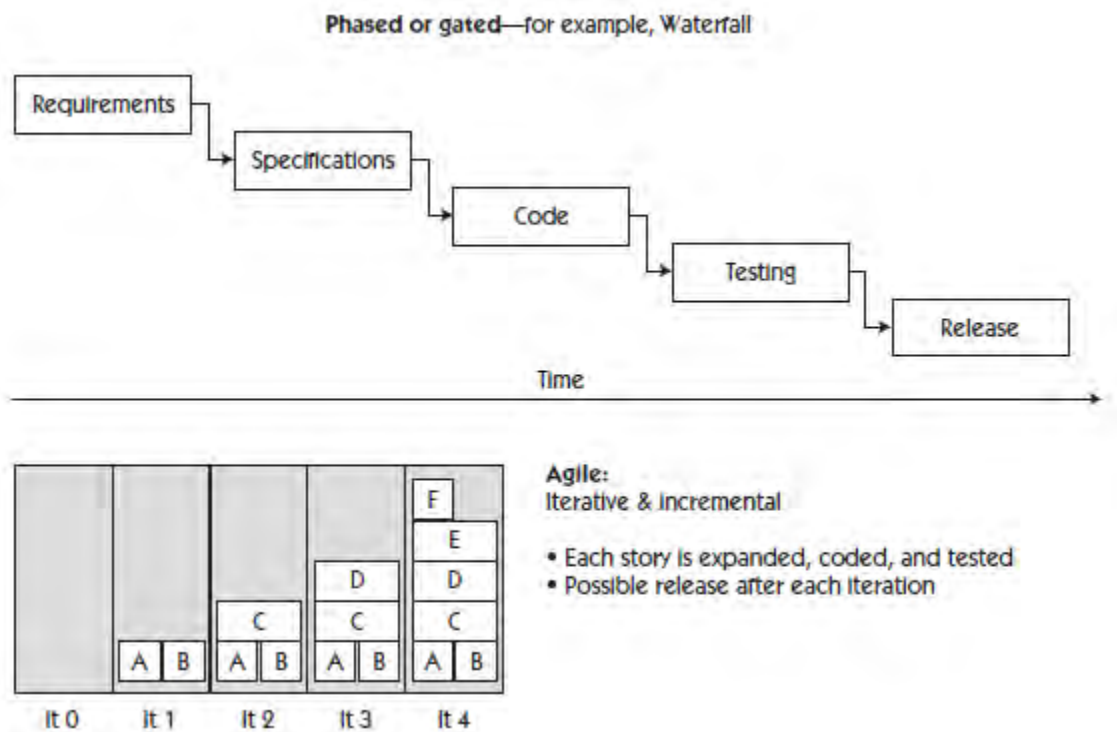 Phased or gated—for example, Waterfall
Requirements
Specifications
Code
Testing
Release
Time
Agile:
Iterative & incremental
• Each story is expanded, coded, and tested
• Possible release after each iteration
F
E
D D
C C C
A B A B A B A B
It 0 It 1 It 2 It 3 It 4